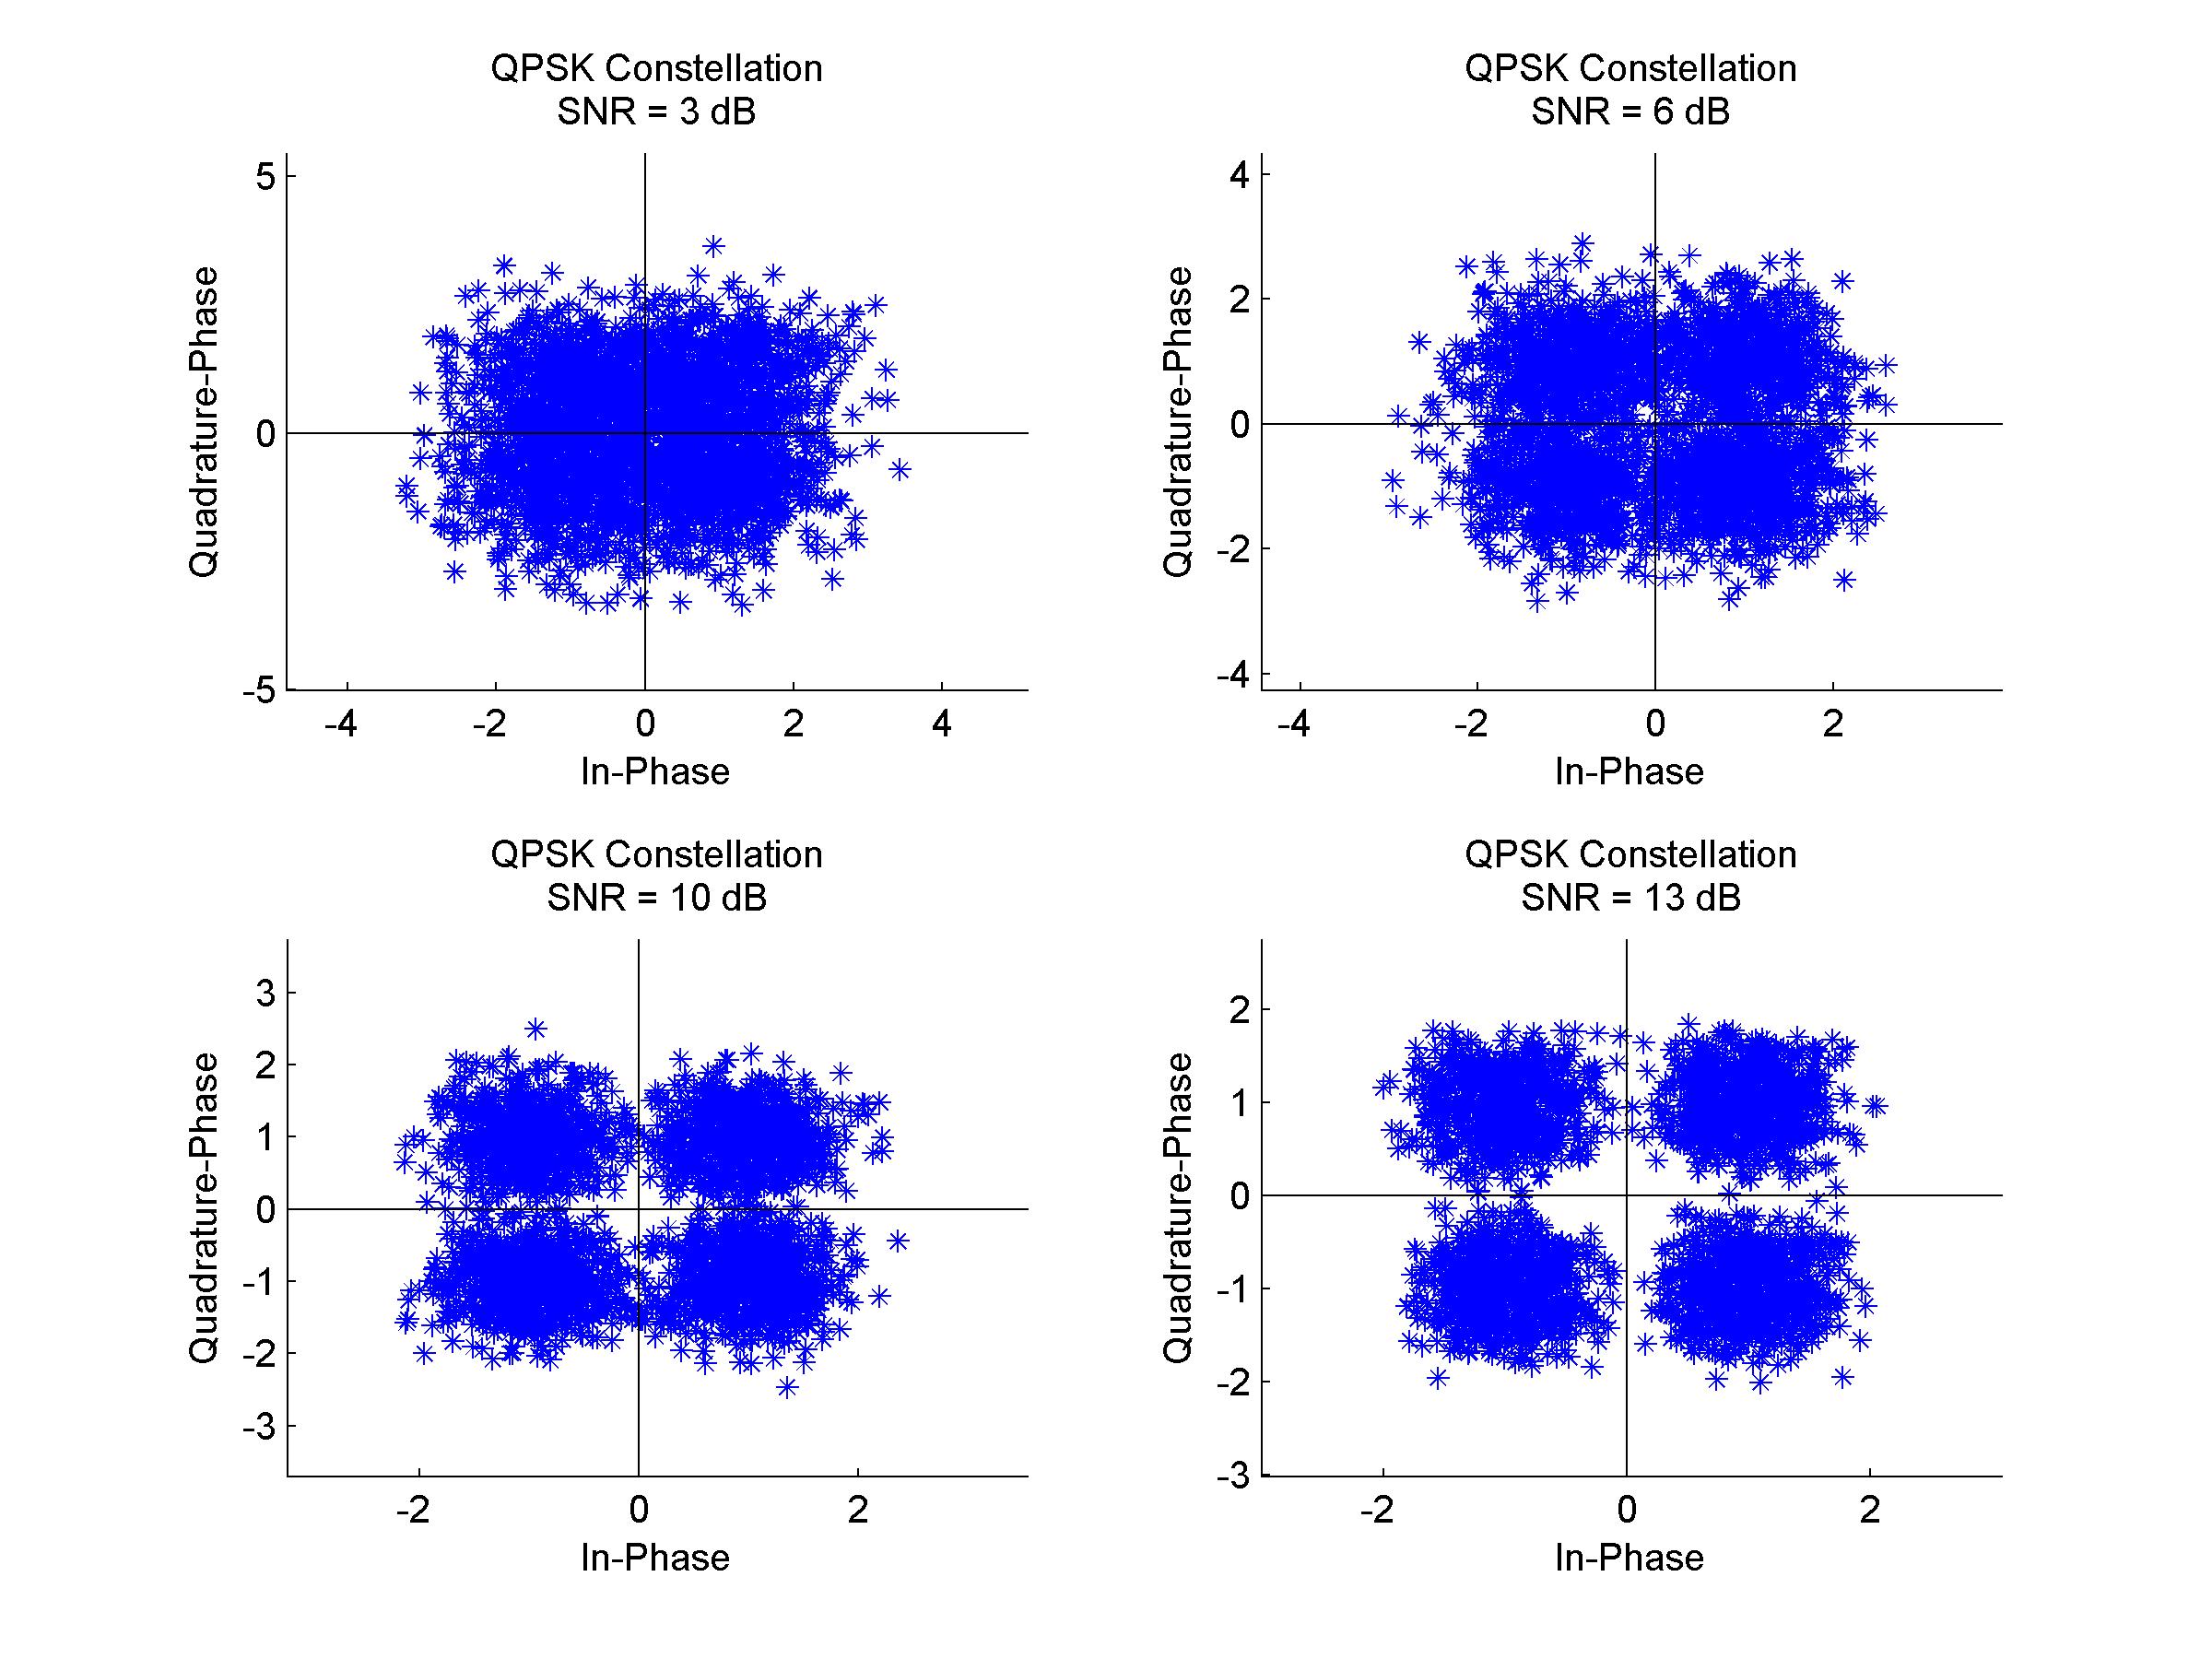 QPSK Constellation
SNR = 3 dB
5
0
-5
Quadrature-Phase
-4
-2
0
2
4
In-Phase
QPSK Constellation
SNR = 6 dB
4
2
0
-2
-4
Quadrature-Phase
-4
-2
0
2
In-Phase
QPSK Constellation
SNR = 10 dB
3
2
1
0
-1
-2
-3
Quadrature-Phase
-2
0
2
In-Phase
QPSK Constellation
SNR = 13 dB
2
1
0
-1
-2
-3
Quadrature-Phase
-2
0
2
In-Phase